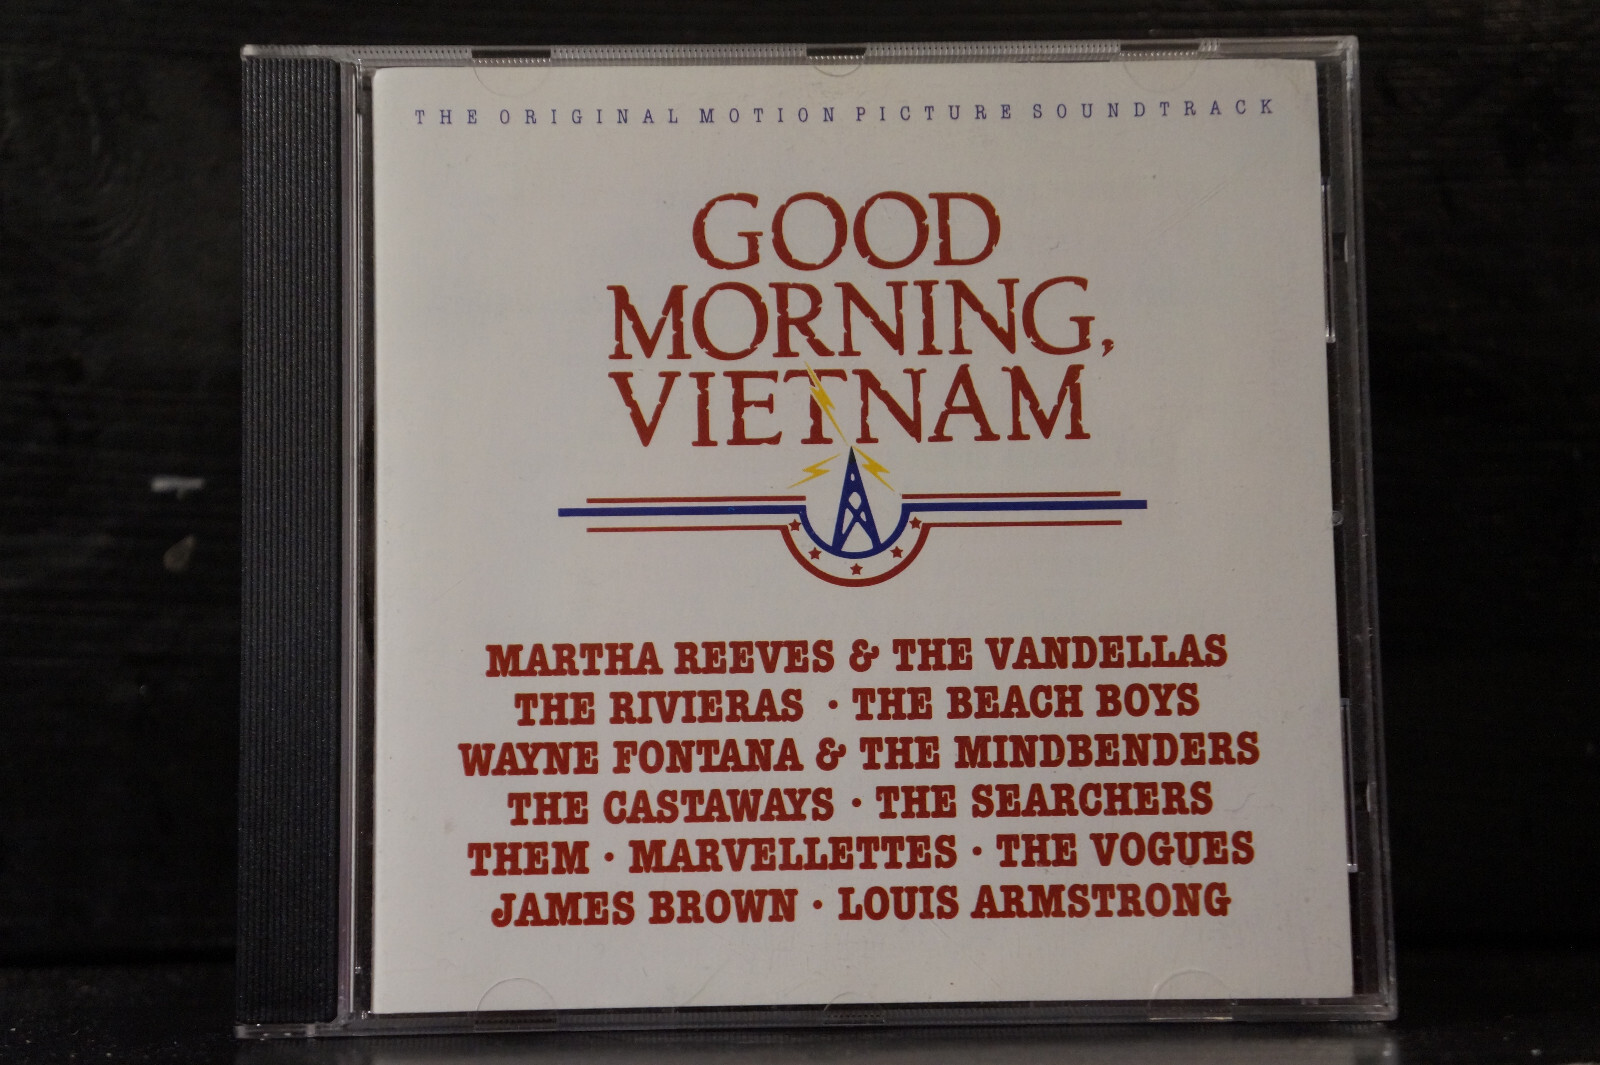 THE ORIGINAL MOTION PICTURE SOUNDTRACK
GOOD
MORNING,
VIETNAM
MARTHA REEVES & THE VANDELLAS
THE RIVIERAS · THE BEACH BOYS
WAYNE FONTANA & THE MINDBENDERS
THE CASTAWAYS · THE SEARCHERS
THEM · MARVELLETTES · THE VOGUES
JAMES BROWN · LOUIS ARMSTRONG